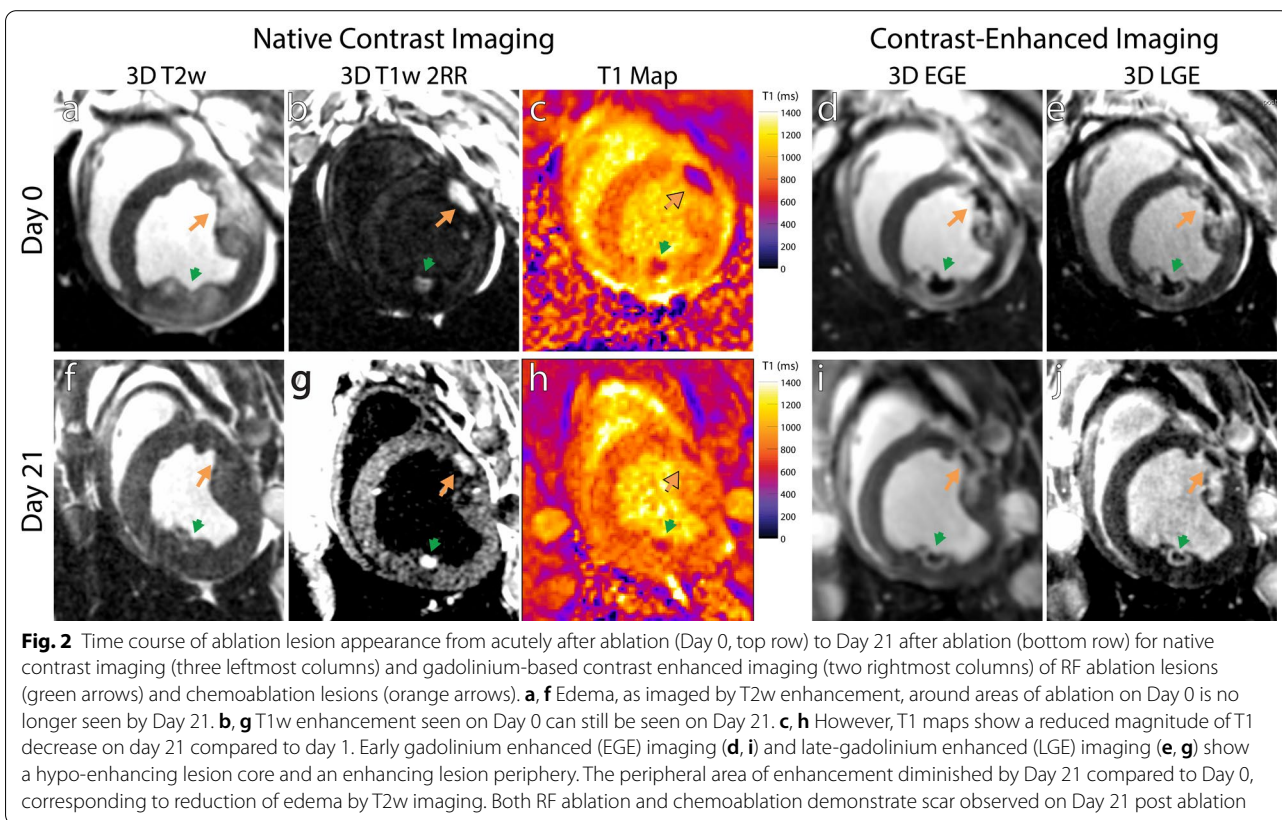 Native Contrast Imaging
Contrast-Enhanced Imaging
3D T2w
3D T1w 2RR
T1 Map
3D EGE
3D LGE
Day 0
a
b
c
T1 (ms)
1400
1200
1000
800
600
400
200
0
d
e
Day 21
f
g
h
T1 (ms)
1400
1200
1000
800
600
400
200
0
i
j
Fig. 2 Time course of ablation lesion appearance from acutely after ablation (Day 0, top row) to Day 21 after ablation (bottom row) for native
contrast imaging (three leftmost columns) and gadolinium-based contrast enhanced imaging (two rightmost columns) of RF ablation lesions
(green arrows) and chemoablation lesions (orange arrows). a, f Edema, as imaged by T2w enhancement, around areas of ablation on Day 0 is no
longer seen by Day 21. b, g T1w enhancement seen on Day 0 can still be seen on Day 21. c, h However, T1 maps show a reduced magnitude of T1
decrease on day 21 compared to day 1. Early gadolinium enhanced (EGE) imaging (d, i) and late-gadolinium enhanced (LGE) imaging (e, g) show
a hypo-enhancing lesion core and an enhancing lesion periphery. The peripheral area of enhancement diminished by Day 21 compared to Day 0,
corresponding to reduction of edema by T2w imaging. Both RF ablation and chemoablation demonstrate scar observed on Day 21 post ablation